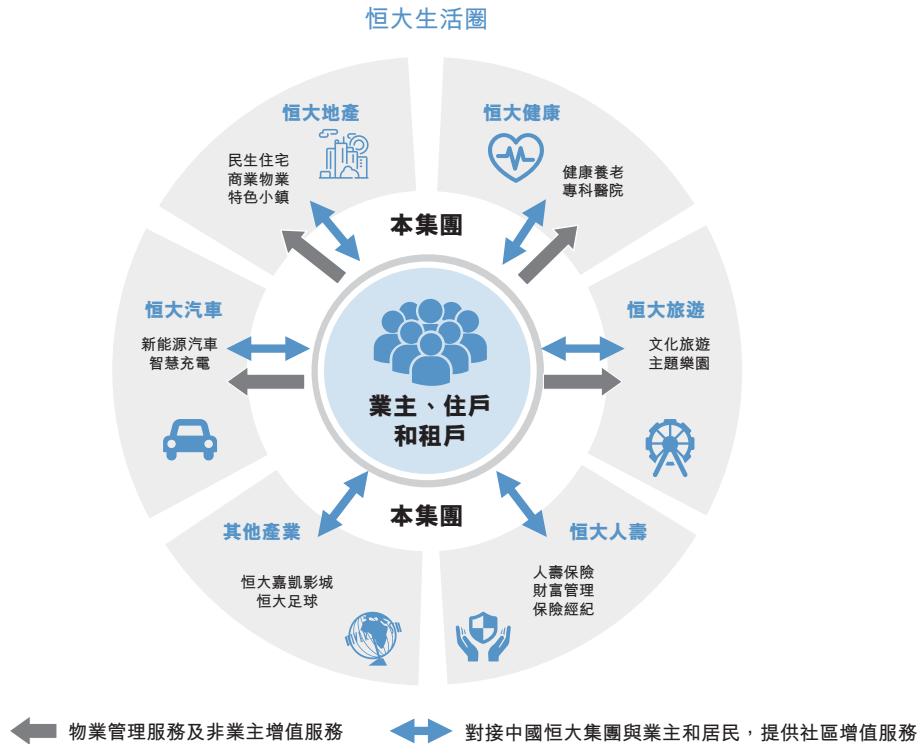 恒大生活圈
恒大地產
民生住宅
商業物業
特色小鎮
恒大健康
健康養老
專科醫院
本集團
恒大汽車
新能源汽車
智慧充電
業主、住戶
和租戶
恒大旅遊
文化旅遊
主題樂園
本集團
其他產業
恒大嘉凱影城
恒大足球
恒大人壽
人壽保險
財富管理
保險經紀
物業管理服務及非業主增值服務
對接中國恒大集團與業主和居民，提供社區增值服務